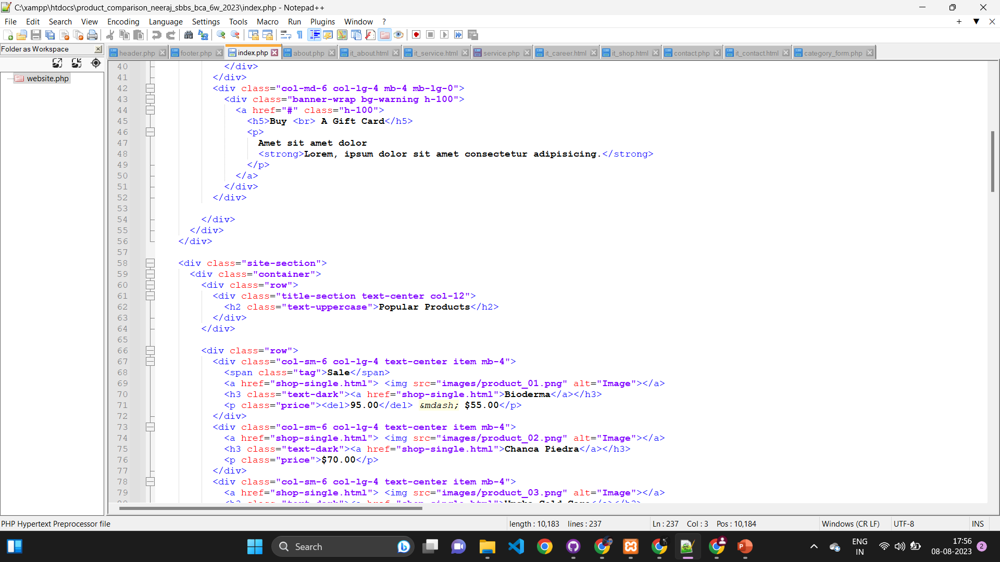 C:\xampp\htdocs\product_comparison_neeraj_sbbs_bca_6w_2023\index.php - Notepad++
File Edit Search View Encoding Language Settings Tools Macro Run Plugins Window ?
Folder as Workspace
header.php footer.php index.php about.php it_about.html it_service.html service.php it_career.html it_shop.html contact.php it_contact.html category_form.php
website.php
40 </div>
41 </div>
42 <div class="col-md-6 col-lg-4 mb-4 mb-lg-0">
43 <div class="banner-wrap bg-warning h-100">
44 <a href="#" class="h-100">
45 <h5>Buy <br> A Gift Card</h5>
46 <p>
47 Amet sit amet dolor
48 <strong>Lorem, ipsum dolor sit amet consectetur adipisicing.</strong>
49 </p>
50 </a>
51 </div>
52 </div>
53
54 </div>
55 </div>
56 </div>
57
58 <div class="site-section">
59 <div class="container">
60 <div class="row">
61 <div class="title-section text-center col-12">
62 <h2 class="text-uppercase">Popular Products</h2>
63 </div>
64 </div>
65
66 <div class="row">
67 <div class="col-sm-6 col-lg-4 text-center item mb-4">
68 <span class="tag">Sale</span>
69 <a href="shop-single.html"> <img src="images/product_01.png" alt="Image"></a>
70 <h3 class="text-dark"><a href="shop-single.html">Bioderma</a></h3>
71 <p class="price"><del>95.00</del> &mdash; $55.00</p>
72 </div>
73 <div class="col-sm-6 col-lg-4 text-center item mb-4">
74 <a href="shop-single.html"> <img src="images/product_02.png" alt="Image"></a>
75 <h3 class="text-dark"><a href="shop-single.html">Chanca Piedra</a></h3>
76 <p class="price">$70.00</p>
77 </div>
78 <div class="col-sm-6 col-lg-4 text-center item mb-4">
79 <a href="shop-single.html"> <img src="images/product_03.png" alt="Image"></a>
PHP Hypertext Preprocessor file length : 10,183 lines : 237 Ln : 237 Col : 3 Pos : 10,184 Windows (CR LF) UTF-8 INS
Search
ENG
IN
17:56
08-08-2023
2